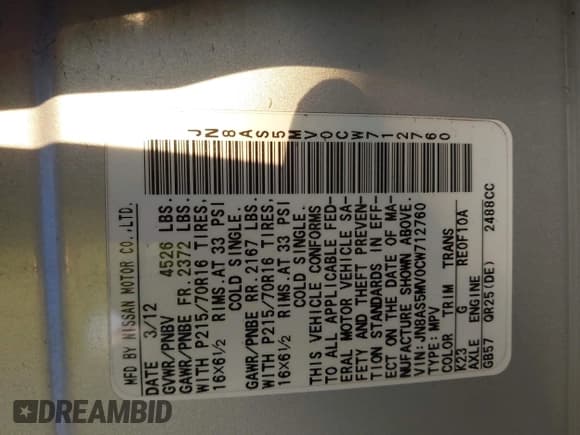 JN8AS5MV0CW712760
MFD BY NISSAN MOTOR CO.,LTD.
DATE 3/12
GVWR/PNBV 4526 LBS.
GAWR/PNBE FR. 2372 LBS.
WITH P215/70R16 TIRES,
16X6½ RIMS.AT 33 PSI
COLD SINGLE.
GAWR/PNBE RR. 2167 LBS.
WITH P215/70R16 TIRES,
16X6½ RIMS.AT 33 PSI
COLD SINGLE.
THIS VEHICLE CONFORMS
TO ALL APPLICABLE FED-
ERAL MOTOR VEHICLE SA-
FETY AND THEFT PREVEN-
TION STANDARDS IN EFF-
ECT ON THE DATE OF MA-
NUFACTURE SHOWN ABOVE.
VIN:JN8AS5MV0CW712760
TYPE: MPV
COLOR TRIM TRANS
K23 G RE0F10A
AXLE ENGINE
GB57 QR25(DE) 2488CC
DREAMBID